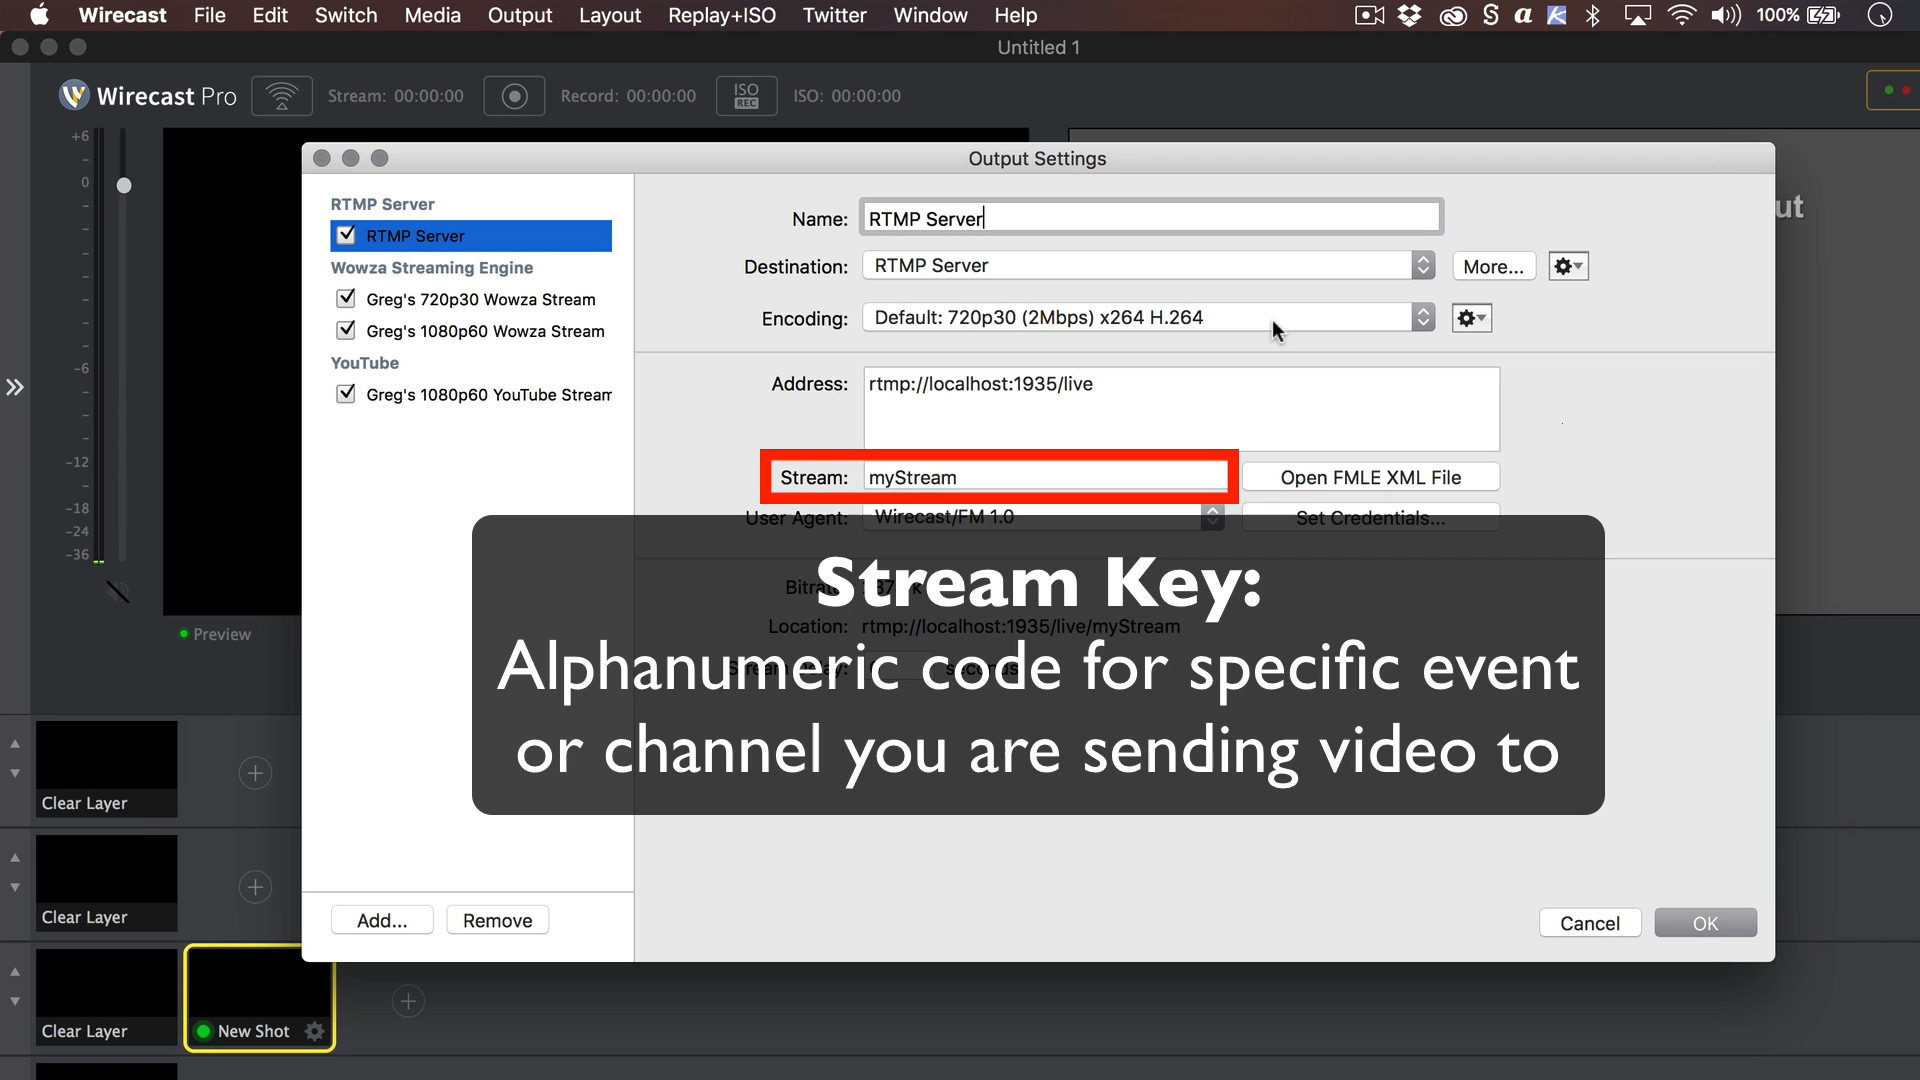 Wirecast File Edit Switch Media Output Layout Replay+ISO Twitter Window Help 100%
Untitled 1
Wirecast Pro Stream: 00:00:00 Record: 00:00:00 ISO REC ISO: 00:00:00
+6
0
-6
-12
-18
-24
-36
Preview
ut
Output Settings
RTMP Server
RTMP Server
Wowza Streaming Engine
Greg's 720p30 Wowza Stream
Greg's 1080p60 Wowza Stream
YouTube
Greg's 1080p60 YouTube Stream
Add... Remove
Name: RTMP Server
Destination: RTMP Server More...
Encoding: Default: 720p30 (2Mbps) x264 H.264
Address: rtmp://localhost:1935/live
Stream: myStream Open FMLE XML File
User Agent: Wirecast/FM 1.0 Set Credentials...
Location: rtmp://localhost:1935/live/myStream
Stream Key:
Alphanumeric code for specific event
or channel you are sending video to
Cancel OK
Clear Layer
Clear Layer
Clear Layer New Shot